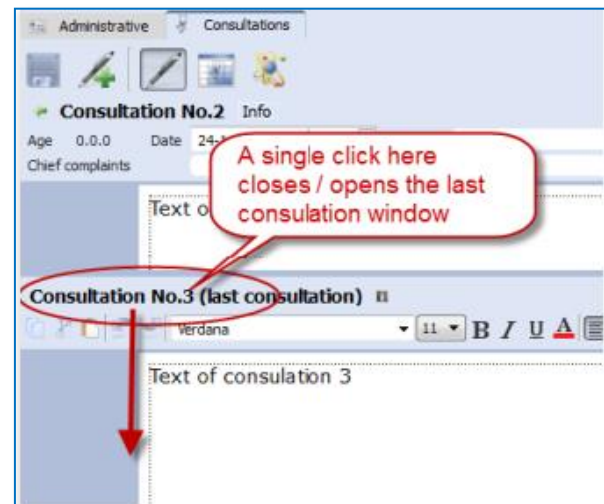 Administrative Consultations
Consultation No.2 Info
Age 0.0.0 Date 24-
Chief complaints
A single click here
closes / opens the last
consulation window
Text o
Consultation No.3 (last consultation)
Verdana 11 B I U A
Text of consulation 3